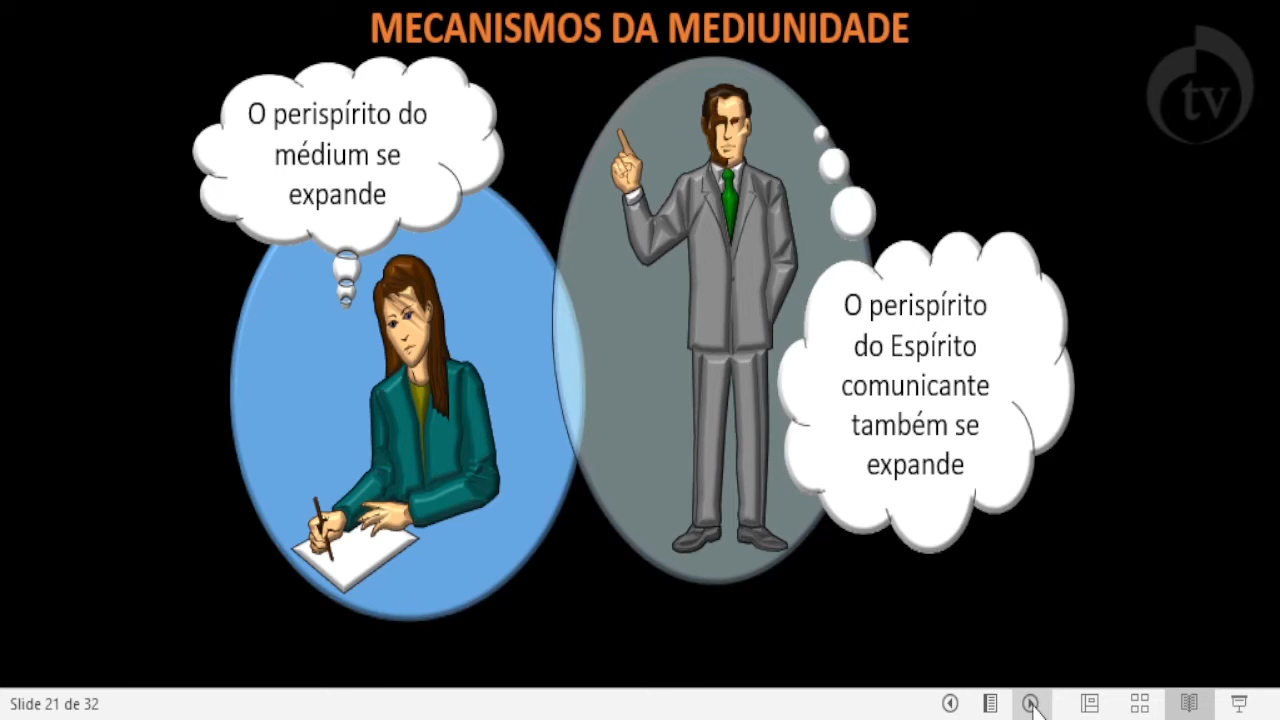 MECANISMOS DA MEDIUNIDADE
tv
O perispírito do
médium se
expande
O perispírito
do Espírito
comunicante
também se
expande
Slide 21 de 32